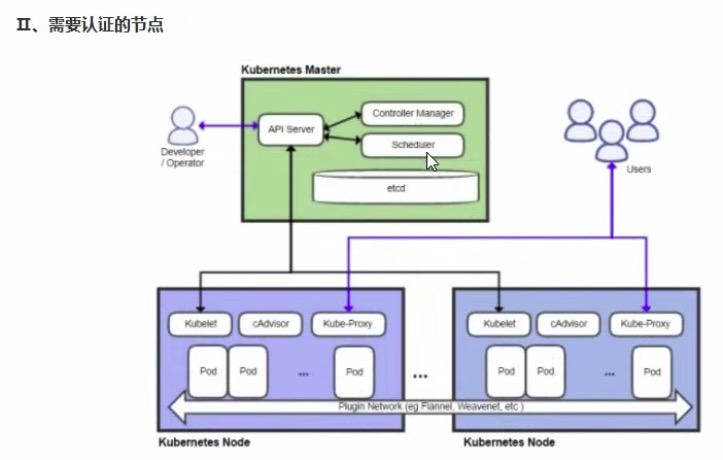 II、需要认证的节点
Kubernetes Master
API Server
Controller Manager
Scheduler
etcd
Developer
/ Operator
Users
Kubelet
cAdvisor
Kube-Proxy
Pod
Pod
...
Pod
...
Kubelet
cAdvisor
Kube-Proxy
Pod
Pod
...
Pod
Plugin Network (eg Flannel, Weavenet, etc )
Kubernetes Node
Kubernetes Node